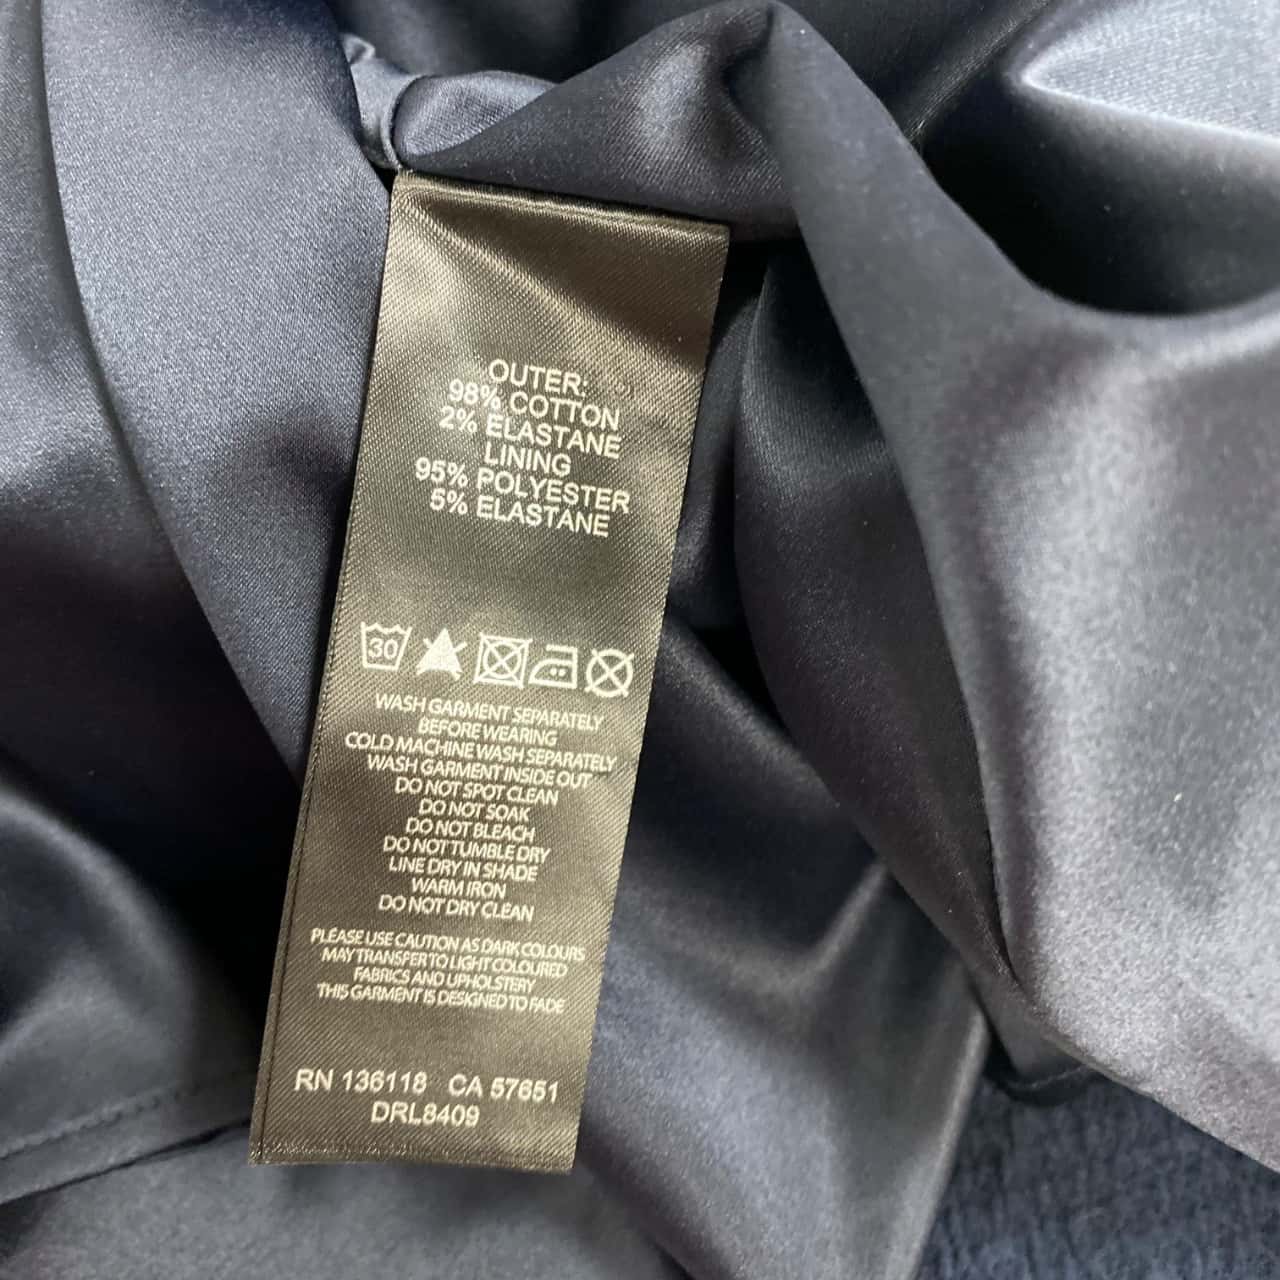 OUTER:
98% COTTON
2% ELASTANE
LINING
95% POLYESTER
5% ELASTANE
30
WASH GARMENT SEPARATELY
BEFORE WEARING
COLD MACHINE WASH SEPARATELY
WASH GARMENT INSIDE OUT
DO NOT SPOT CLEAN
DO NOT SOAK
DO NOT BLEACH
DO NOT TUMBLE DRY
LINE DRY IN SHADE
WARM IRON
DO NOT DRY CLEAN
PLEASE USE CAUTION AS DARK COLOURS
MAY TRANSFER TO LIGHT COLOURED
FABRICS AND UPHOLSTERY
THIS GARMENT IS DESIGNED TO FADE
RN 136118 CA 57651
DRL8409